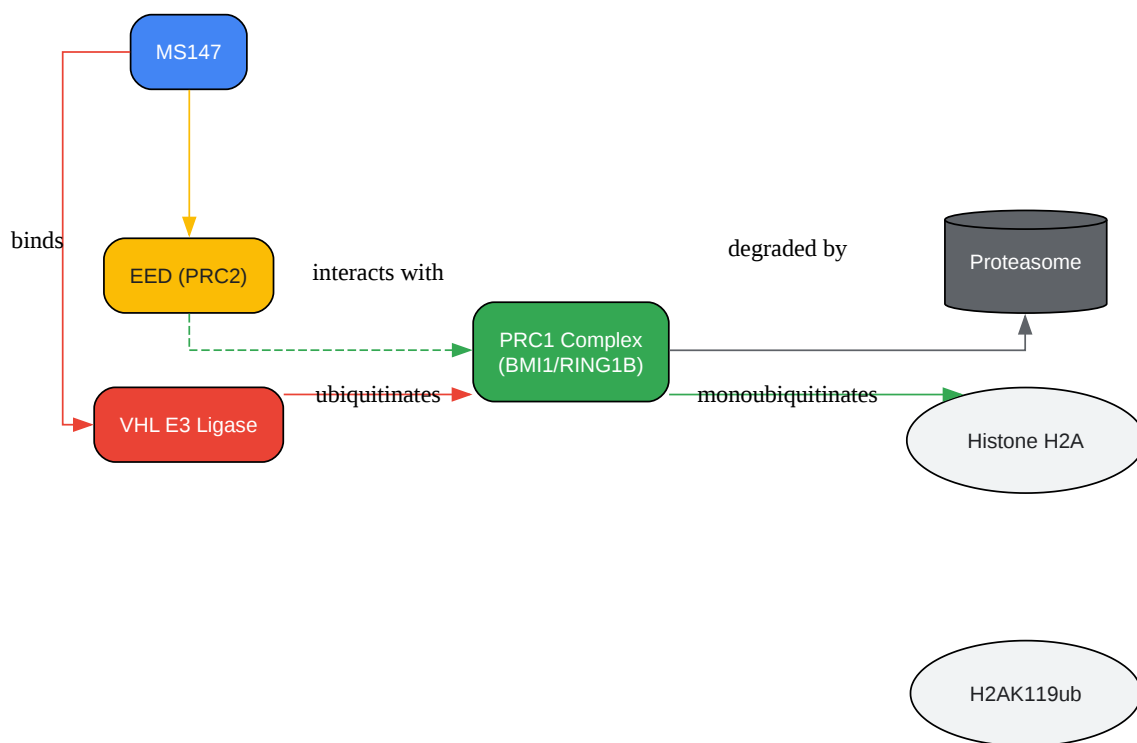 MS147
binds
EED (PRC2)
interacts with
degraded by
Proteasome
PRC1 Complex
(BMI1/RING1B)
VHL E3 Ligase
ubiquitinates
monoubiquitinates
Histone H2A
H2AK119ub